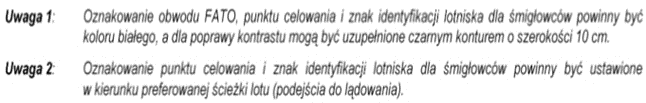 Uwaga 1: Oznakowanie obwodu FATO, punktu celowania i znak identyfikacji lotniska dla śmigłowców powinny być
koloru białego, a dla poprawy kontrastu mogą być uzupełnione czarnym konturem o szerokości 10 cm.
Uwaga 2: Oznakowanie punktu celowania i znak identyfikacji lotniska dla śmigłowców powinny być ustawione
w kierunku preferowanej ścieżki lotu (podejścia do lądowania).